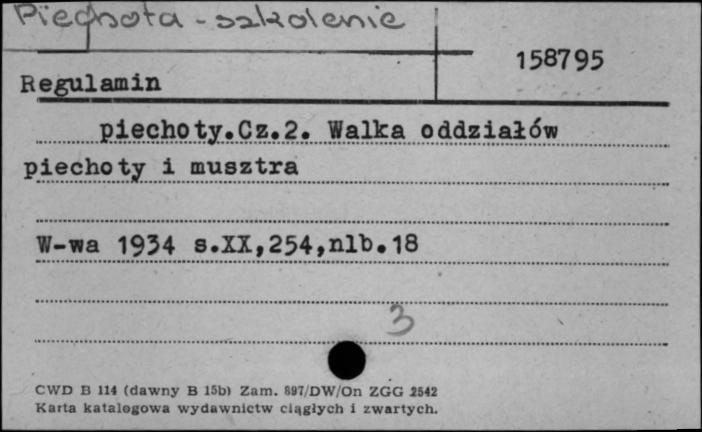 Piechota - szkolenie
158795
Regulamin
piechoty.Cz.2. Walka oddziałów
piechoty i musztra
W-wa 1934 s.XX,254,nlb.18
3
CWD B 114 (dawny B 15b) Zam. 897/DW/On ZGG 2542
Karta katalogowa wydawnictw ciągłych i zwartych.